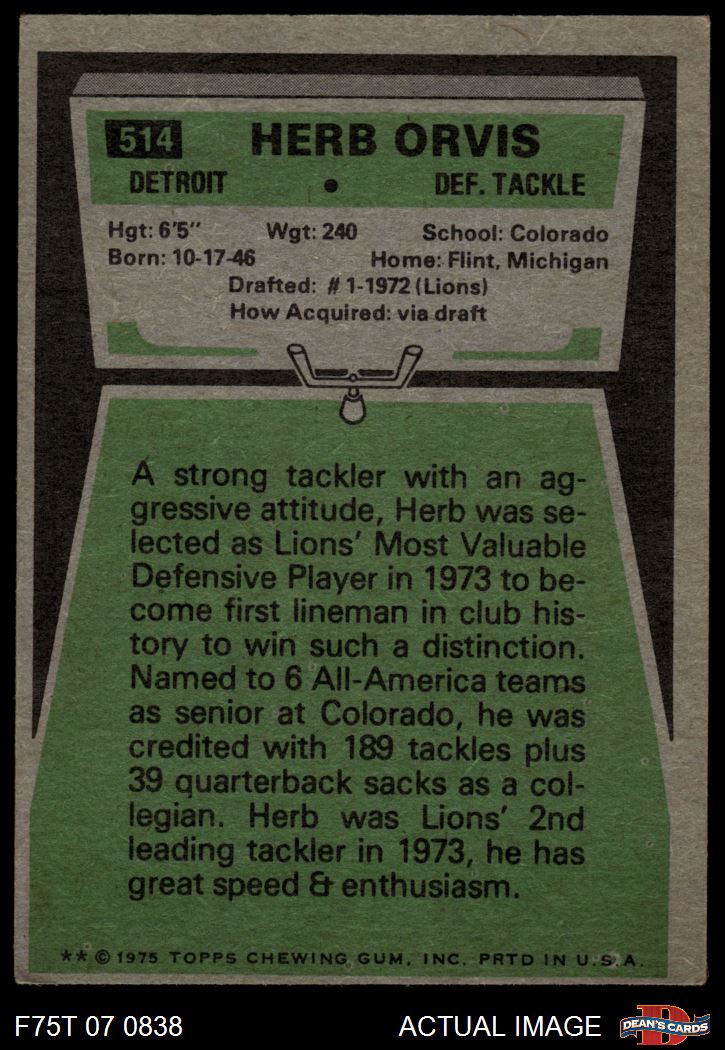 514 HERB ORVIS
DETROIT • DEF. TACKLE
Hgt: 6'5" Wgt: 240 School: Colorado
Born: 10-17-46 Home: Flint, Michigan
Drafted: #1-1972 (Lions)
How Acquired: via draft
A strong tackler with an ag-
gressive attitude, Herb was se-
lected as Lions' Most Valuable
Defensive Player in 1973 to be-
come first lineman in club his-
tory to win such a distinction.
Named to 6 All-America teams
as senior at Colorado, he was
credited with 189 tackles plus
39 quarterback sacks as a col-
legian. Herb was Lions' 2nd
leading tackler in 1973, he has
great speed & enthusiasm.
** © 1975 TOPPS CHEWING GUM, INC. PRTD IN U.S.A.
F75T 07 0838 ACTUAL IMAGE D DEAN'S CARDS